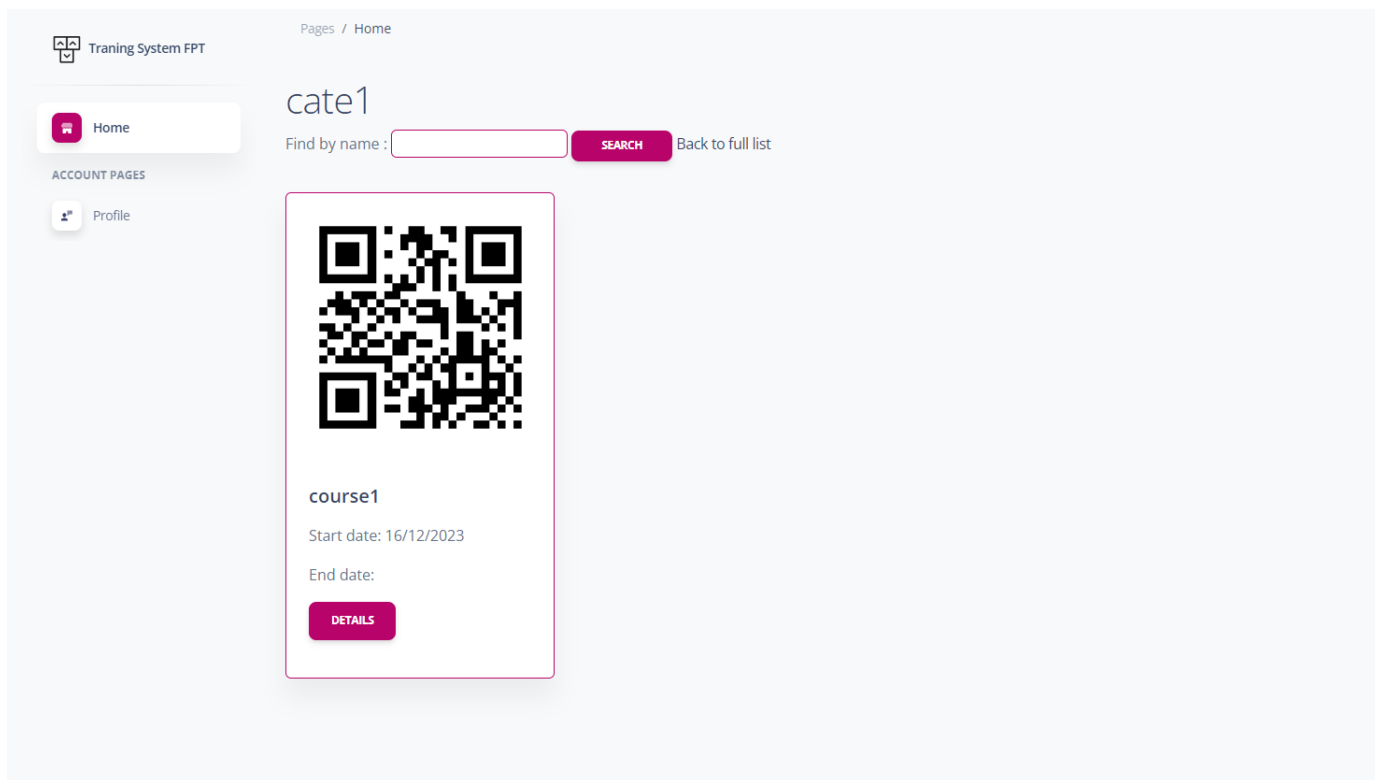 Traning System FPT
Home
ACCOUNT PAGES
Profile
Pages / Home
cate1
Find by name : SEARCH Back to full list
course1
Start date: 16/12/2023
End date:
DETAILS